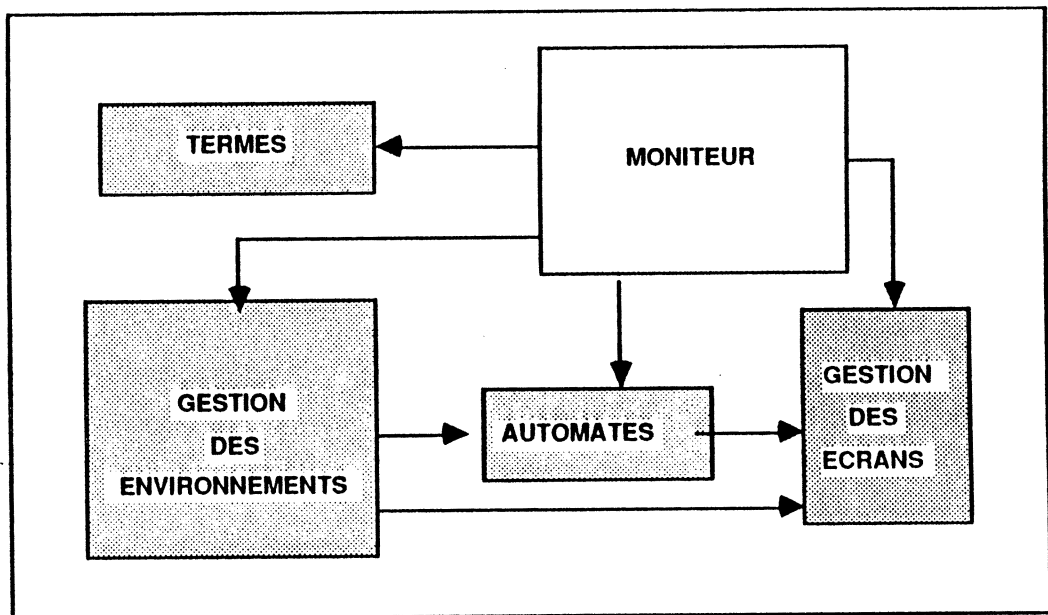 TERMES
MONITEUR
GESTION
DES
ENVIRONNEMENTS
AUTOMATES
GESTION
DES
ECRANS